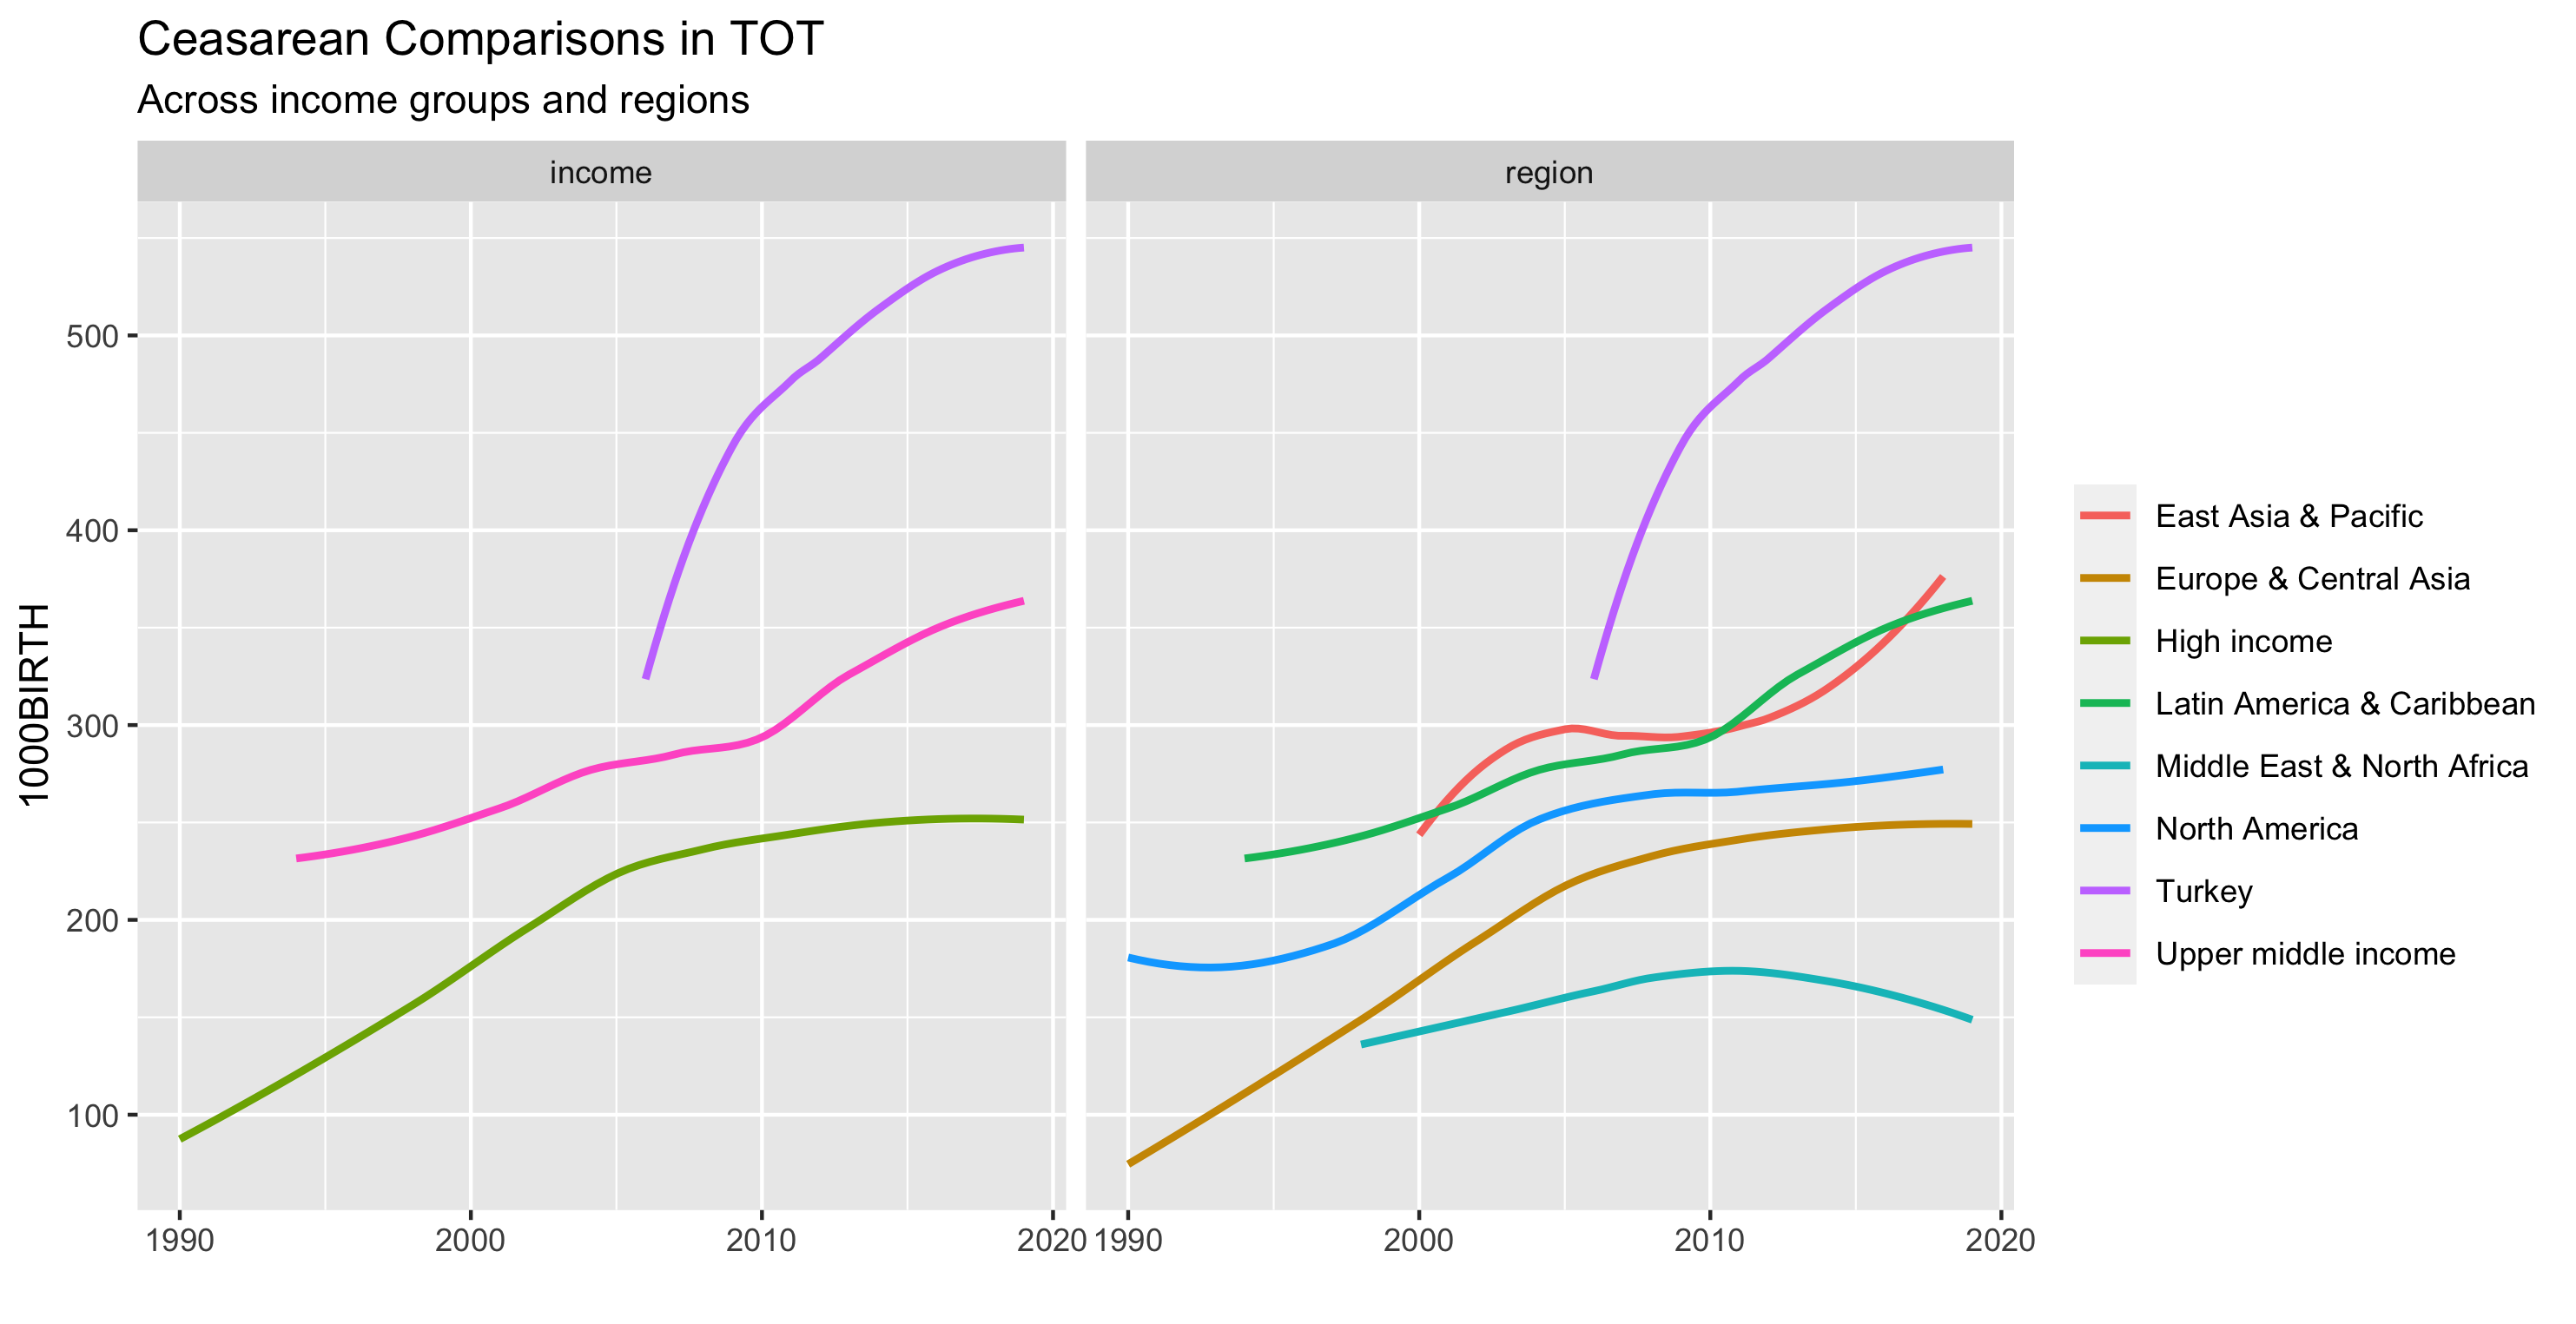 Ceasarean Comparisons in TOT
Across income groups and regions
income
region
1000BIRTH
500
400
300
200
100
1990 2000 2010 2020
1990 2000 2010 2020
East Asia & Pacific
Europe & Central Asia
High income
Latin America & Caribbean
Middle East & North Africa
North America
Turkey
Upper middle income